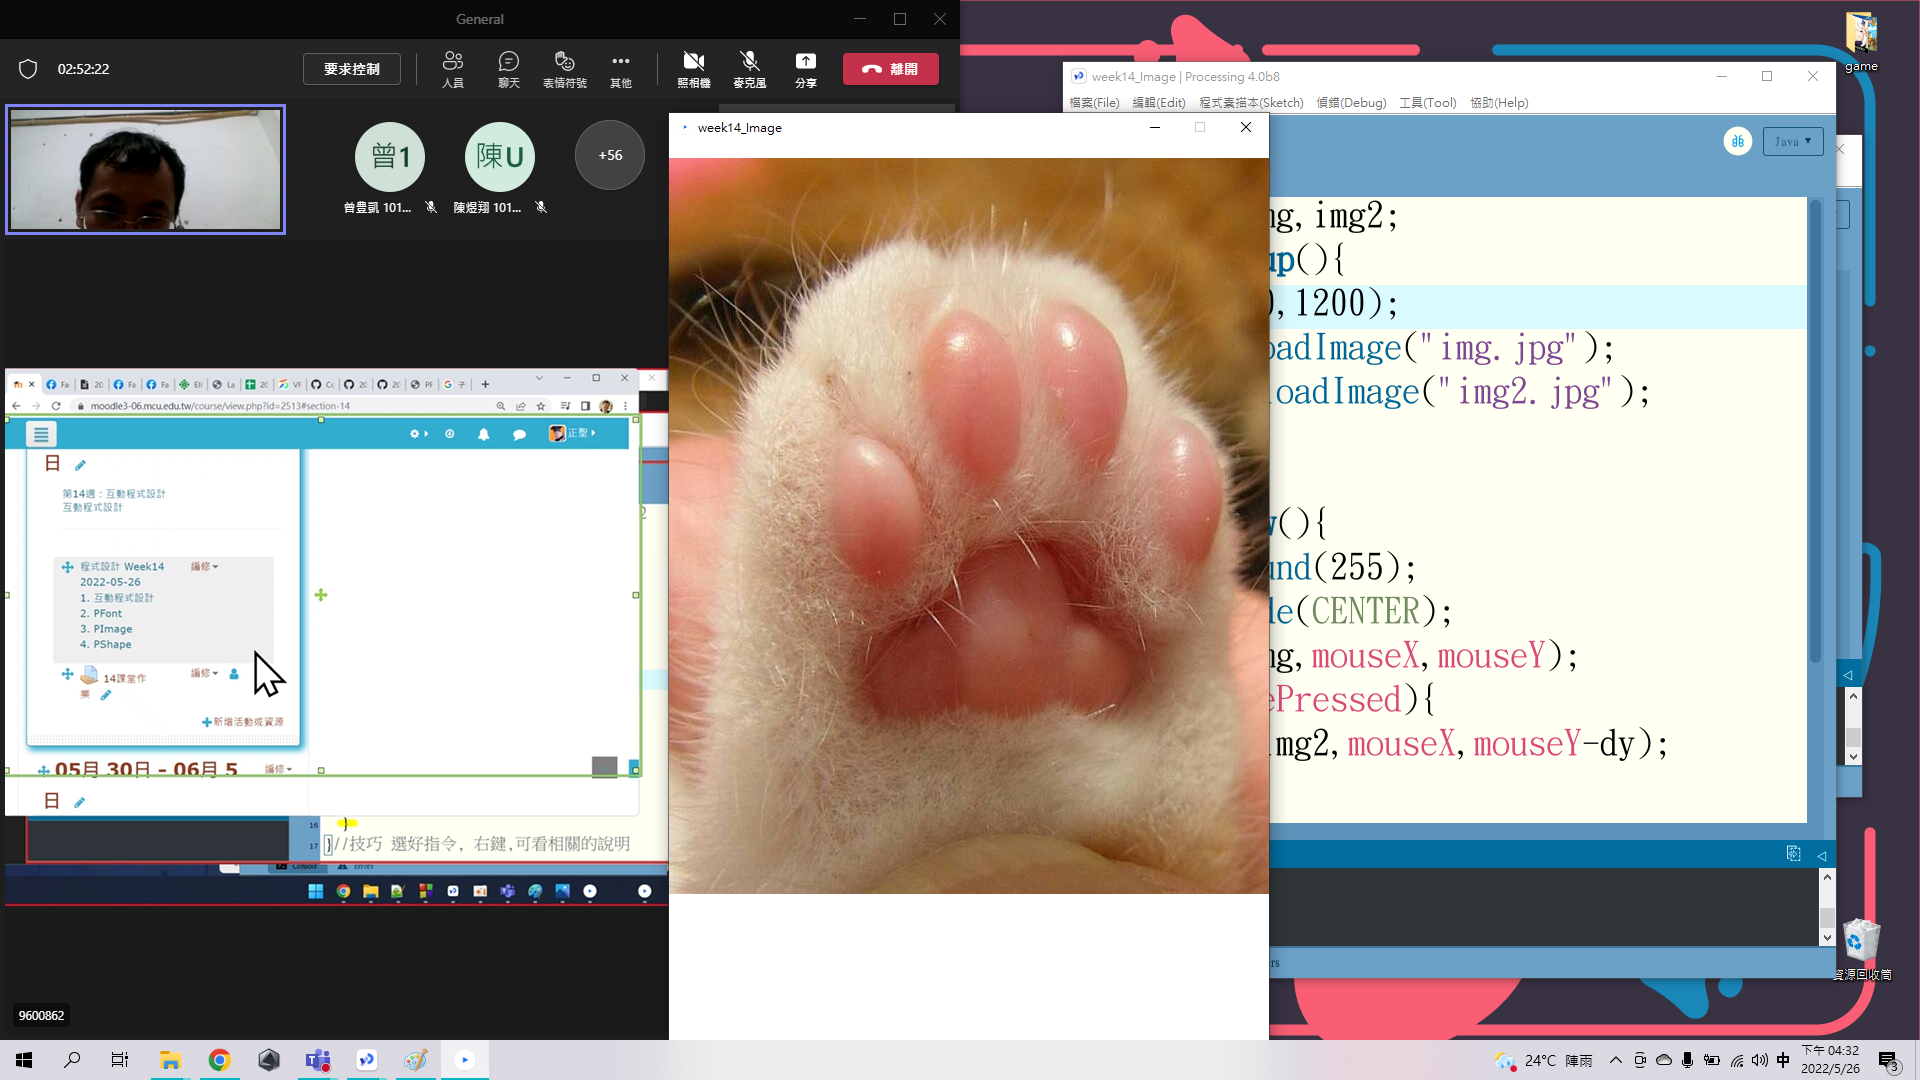 General
02:52:22
要求控制
人員
聊天
表情符號
其他
照相機
麥克風
分享
離開
曾1
曾豊凱 101...
陳U
陳煜翔 101...
+56
moodle3-06.mcu.edu.tw/course/view.php?id=2513#section-14
正聖
日
第14週：互動程式設計
互動程式設計
程式設計 Week14
2022-05-26
編修
1. 互動程式設計
2. PFont
3. PImage
4. PShape
14課堂作
業
編修
新增活動或資源
05月 30日 - 06月 5
編修
日
16 }
17 }//技巧 選好指令, 右鍵,可看相關的說明
Console
Errors
9600862
week14_Image
week14_Image | Processing 4.0b8
檔案(File) 編輯(Edit) 程式素描本(Sketch) 偵錯(Debug) 工具(Tool) 協助(Help)
Java
ng,img2;
up(){
0,1200);
oadImage("img.jpg");
loadImage("img2.jpg");
w(){
und(255);
de(CENTER);
ng,mouseX,mouseY);
ePressed){
img2,mouseX,mouseY-dy);
rs
game
資源回收筒
24°C 陣雨
中
下午 04:32
2022/5/26
3